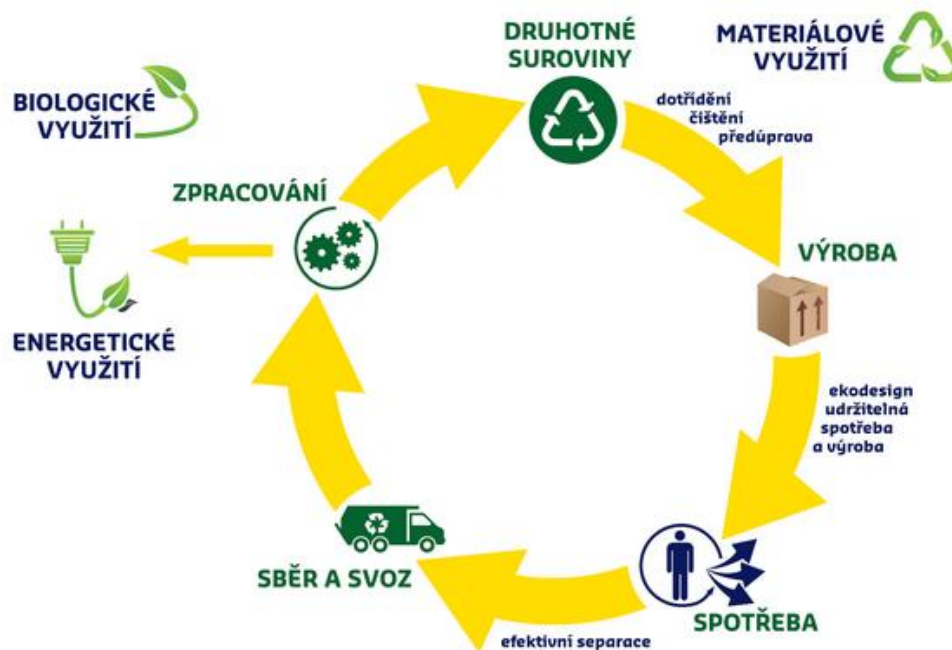 DRUHOTNÉ
SUROVINY
MATERIÁLOVÉ
VYUŽITÍ
BIOLOGICKÉ
VYUŽITÍ
dotřídění
čištění
předúprava
ZPRACOVÁNÍ
VÝROBA
ENERGETICKÉ
VYUŽITÍ
ekodesign
udržitelná
spotřeba
a výroba
SBĚR A SVOZ
SPOTŘEBA
efektivní separace